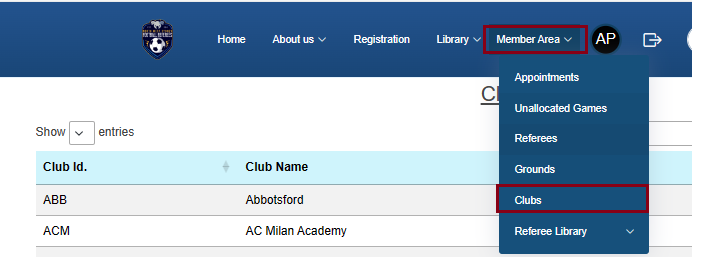 Home About us Registration Library Member Area AP
Appointments
Cl
Unallocated Games
Show entries
Referees
Club Id. Club Name
Grounds
ABB Abbotsford
Clubs
ACM AC Milan Academy
Referee Library